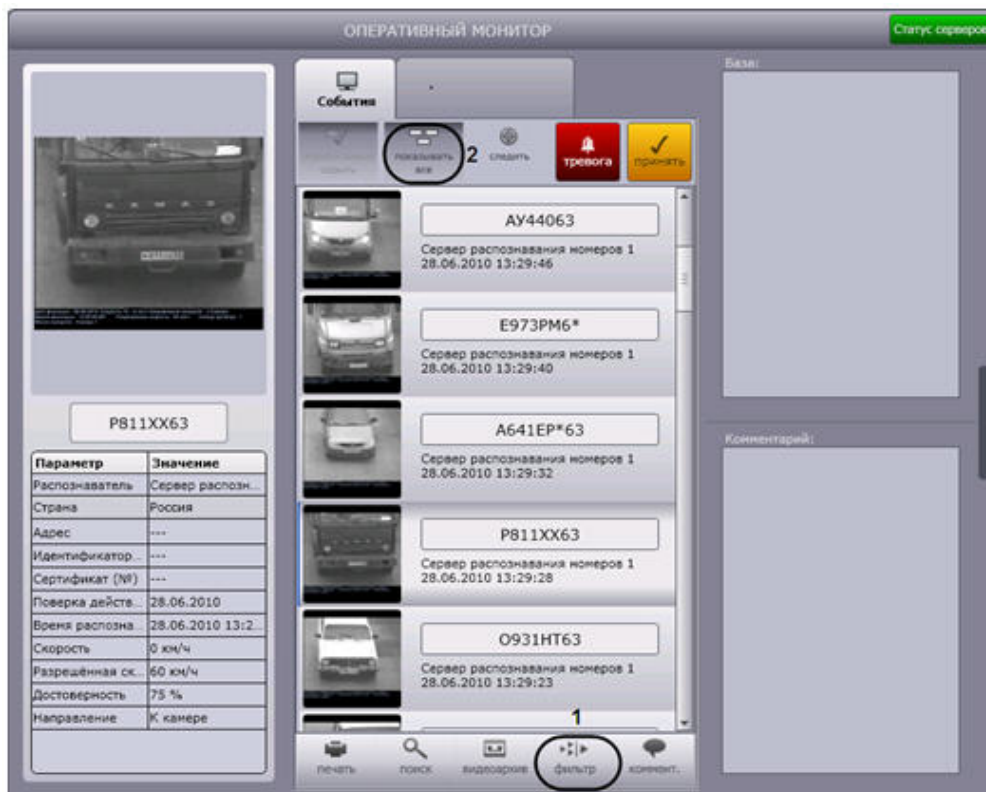 ОПЕРАТИВНЫЙ МОНИТОР
Статус серверов
P811XX63
Параметр Значение
Распознаватель Сервер распозн...
Страна Россия
Адрес ---
Идентификатор... ---
Сертификат (№) ---
Поверка действ... 28.06.2010
Время распозна... 28.06.2010 13:2...
Скорость 0 км/ч
Разрешённая ск... 60 км/ч
Достоверность 75 %
Направление К камере
События
показывать все
2
следить
тревога
принять
АУ44063
Сервер распознавания номеров 1
28.06.2010 13:29:46
Е973РМ6*
Сервер распознавания номеров 1
28.06.2010 13:29:40
А641ЕР*63
Сервер распознавания номеров 1
28.06.2010 13:29:32
Р811ХХ63
Сервер распознавания номеров 1
28.06.2010 13:29:28
О931НТ63
Сервер распознавания номеров 1
28.06.2010 13:29:23
1
печать
поиск
видеоархив
фильтр
коммент.
База:
Комментарий: